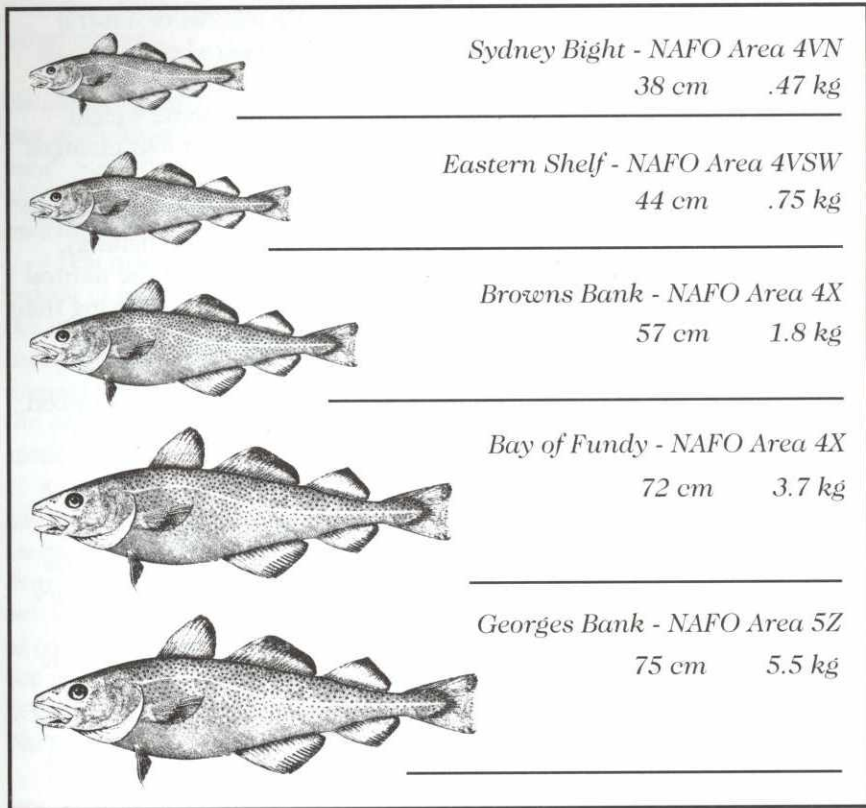 Sydney Bight - NAFO Area 4VN
38 cm .47 kg
Eastern Shelf - NAFO Area 4VSW
44 cm .75 kg
Browns Bank - NAFO Area 4X
57 cm 1.8 kg
Bay of Fundy - NAFO Area 4X
72 cm 3.7 kg
Georges Bank - NAFO Area 5Z
75 cm 5.5 kg